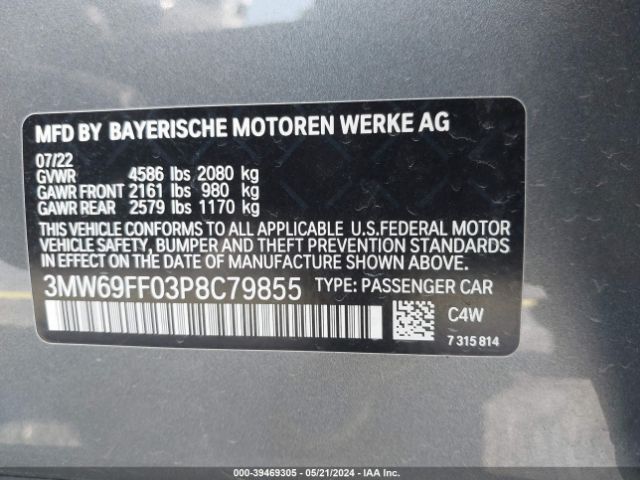 MFD BY BAYERISCHE MOTOREN WERKE AG
07/22
GVWR 4586 lbs 2080 kg
GAWR FRONT 2161 lbs 980 kg
GAWR REAR 2579 lbs 1170 kg
THIS VEHICLE CONFORMS TO ALL APPLICABLE U.S.FEDERAL MOTOR
VEHICLE SAFETY, BUMPER AND THEFT PREVENTION STANDARDS
IN EFFECT ON THE DATE OF MANUFACTURE SHOWN ABOVE.
3MW69FF03P8C79855 TYPE: PASSENGER CAR
C4W
7 315 814
000-39469305 - 05/21/2024 - IAA Inc.